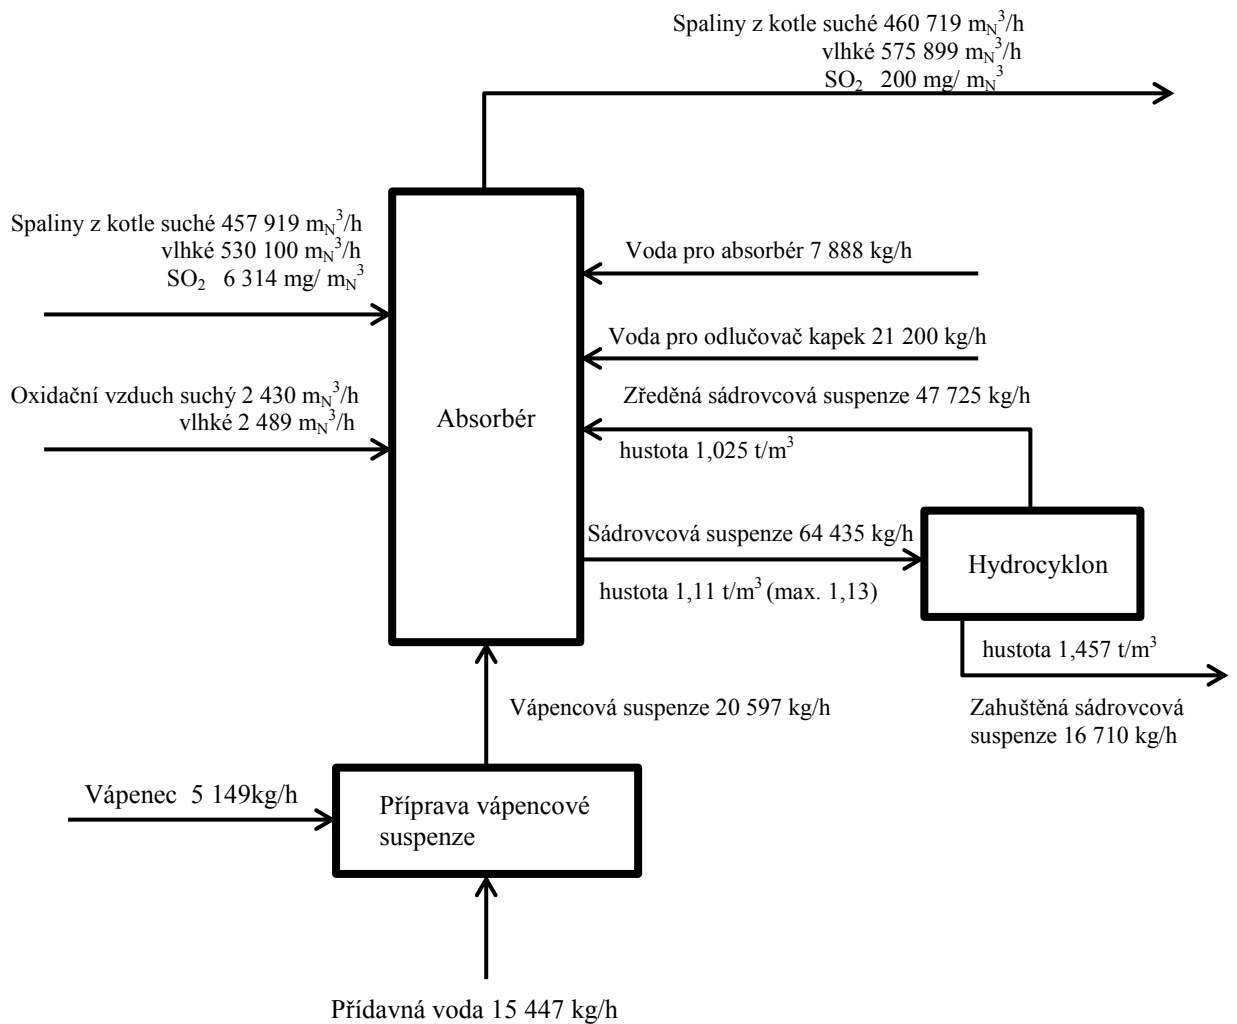 Spaliny z kotle suché 460 719 m_N^3/h
vlhké 575 899 m_N^3/h
SO₂ 200 mg/ m_N^3
Spaliny z kotle suché 457 919 m_N^3/h
vlhké 530 100 m_N^3/h
SO₂ 6 314 mg/ m_N^3
Voda pro absorbér 7 888 kg/h
Voda pro odlučovač kapek 21 200 kg/h
Oxidační vzduch suchý 2 430 m_N^3/h
vlhké 2 489 m_N^3/h
Absorbér
Zředěná sádrovcová suspenze 47 725 kg/h
hustota 1,025 t/m³
Sádrovcová suspenze 64 435 kg/h
hustota 1,11 t/m³ (max. 1,13)
Hydrocyklon
hustota 1,457 t/m³
Zahuštěná sádrovcová
suspenze 16 710 kg/h
Vápencová suspenze 20 597 kg/h
Vápenec 5 149kg/h
Příprava vápencové
suspenze
Přídavná voda 15 447 kg/h